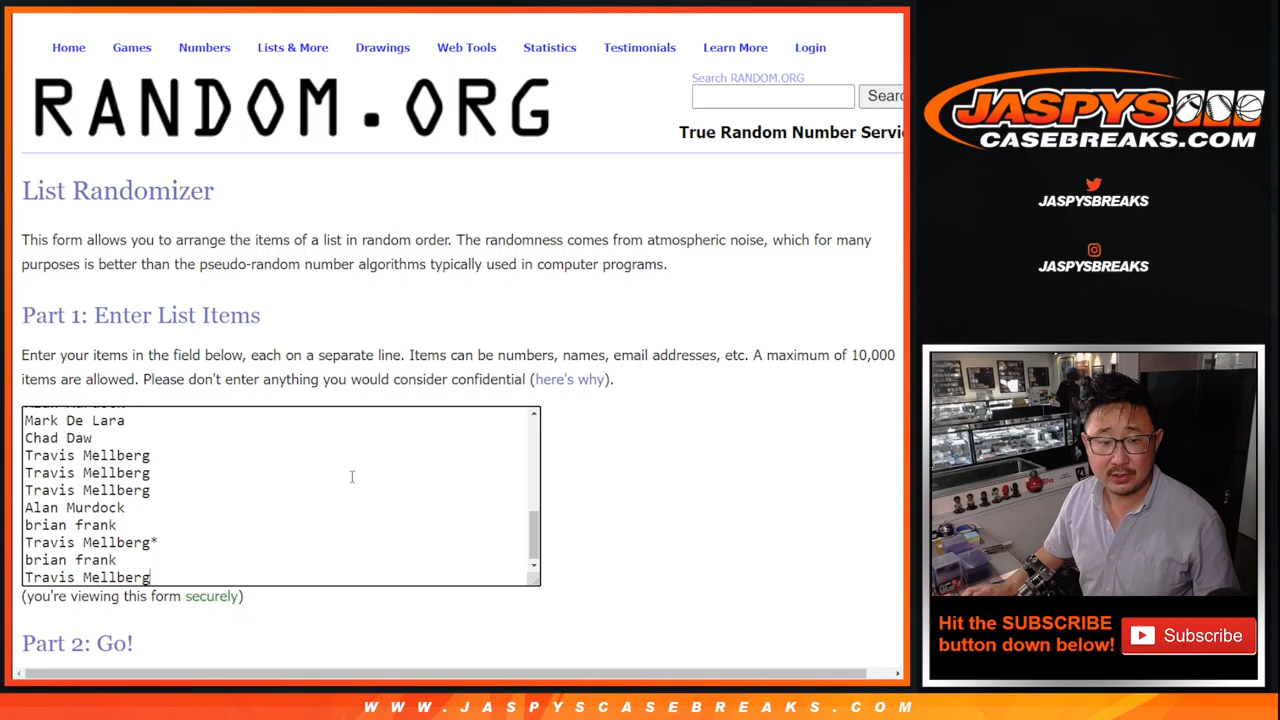 Home Games Numbers Lists & More Drawings Web Tools Statistics Testimonials Learn More Login
RANDOM.ORG
Search RANDOM.ORG
Searc
True Random Number Servi
List Randomizer
This form allows you to arrange the items of a list in random order. The randomness comes from atmospheric noise, which for many
purposes is better than the pseudo-random number algorithms typically used in computer programs.
Part 1: Enter List Items
Enter your items in the field below, each on a separate line. Items can be numbers, names, email addresses, etc. A maximum of 10,000
items are allowed. Please don't enter anything you would consider confidential (here's why).
Mark De Lara
Chad Daw
Travis Mellberg
Travis Mellberg
Travis Mellberg
Alan Murdock
brian frank
Travis Mellberg*
brian frank
Travis Mellberg
(you're viewing this form securely)
Part 2: Go!
JASPYS
CASEBREAKS.COM
JASPYSBREAKS
JASPYSBREAKS
Hit the SUBSCRIBE
button down below!
Subscribe
WWW.JASPYSCASEBREAKS.COM